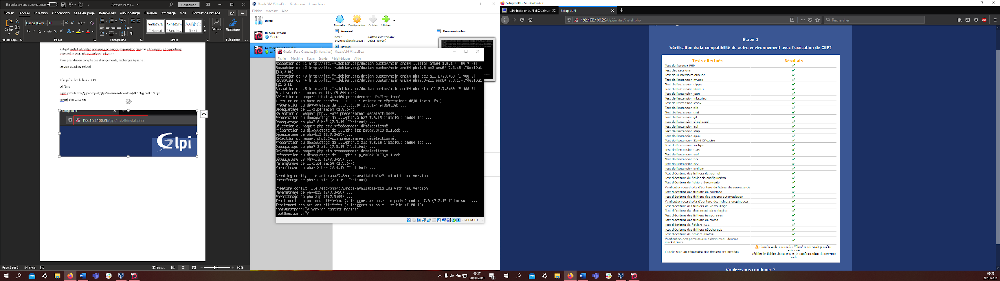 Enregistrement automatique
Gestion_Parc_I...
Connexion
Fichier Accueil Insertion Conception Mise en page Références Publipostage Révision Affichage Aide Format de l'image
Coller
Calibri (Corp 11
AaBbCcDc AaBbCcDc AaBbCc
¶ Normal ¶ Sans int... Titre 1
Édition
Rédacteur
Presse-pap... Police Paragraphe Styles Rédacteur
apt-get install php-ldap php-imap php-apcu php-xmlrpc php-cas php-mysqli php-mbstring
php-curl php-gd php-simplexml php-xml
Pour prendre en compte ces changements, rechargez Apache :
service apache2 reload
Récupérer les fichiers GLPI
cd /tmp
wget github.com/glpi-project/glpi/releases/download/9.5.3/glpi-9.5.3.tgz
tar xzf glpi-9.5.3.tgz
Setup GLPI
192.168.100.26/glpi/install/install.php
Glpi
Page 3 sur 3 164 mots
Focus
80 %
Oracle VM VirtualBox - Gestionnaire de machines
Fichier Machine Aide
Outils
Nouvelle Configuration Oublier Afficher
Debian Debian
Éteinte
Général
Nom : Gestion Parc Comelec
Système d'exploitation : Debian (64-bit)
Système
Prévisualisation
Gestion Parc Comelec [En fonction] - Oracle VM VirtualBox
Fichier Machine Écran Entrée Périphériques Aide
Réception de :1 http://ftp.fr.debian.org/debian buster/main amd64 libzip4 amd64 1.5.1-4 [50,7 kB]
Réception de :2 http://ftp.fr.debian.org/debian buster/main amd64 php7.3-bz2 amd64 7.3.19-1~deb10u1
[10,2 kB]
Réception de :3 http://ftp.fr.debian.org/debian buster/main amd64 php-bz2 all 2:7.3+69 [5 988 B]
Réception de :4 http://ftp.fr.debian.org/debian buster/main amd64 php7.3-zip amd64 7.3.19-1~deb10u1
[21,5 kB]
Réception de :5 http://ftp.fr.debian.org/debian buster/main amd64 php-zip all 2:7.3+69 [5 988 B]
94,4 ko réceptionnés en 11s (8 844 o/s)
Sélection du paquet libzip4:amd64 précédemment désélectionné.
Préparation du dépaquetage de .../libzip4_1.5.1-4_amd64.deb ...
Dépaquetage de libzip4:amd64 (1.5.1-4) ...
Sélection du paquet php7.3-bz2 précédemment désélectionné.
Préparation du dépaquetage de .../php7.3-bz2_7.3.19-1~deb10u1_amd64.deb ...
Dépaquetage de php7.3-bz2 (7.3.19-1~deb10u1) ...
Sélection du paquet php-bz2 précédemment désélectionné.
Préparation du dépaquetage de .../php-bz2_2%3a7.3+69_all.deb ...
Dépaquetage de php-bz2 (2:7.3+69) ...
Sélection du paquet php7.3-zip précédemment désélectionné.
Préparation du dépaquetage de .../php7.3-zip_7.3.19-1~deb10u1_amd64.deb ...
Dépaquetage de php7.3-zip (7.3.19-1~deb10u1) ...
Sélection du paquet php-zip précédemment désélectionné.
Préparation du dépaquetage de .../php-zip_2%3a7.3+69_all.deb ...
Dépaquetage de php-zip (2:7.3+69) ...
Paramétrage de libzip4:amd64 (1.5.1-4) ...
Paramétrage de php7.3-bz2 (7.3.19-1~deb10u1) ...
Creating config file /etc/php/7.3/mods-available/bz2.ini with new version
Paramétrage de php7.3-zip (7.3.19-1~deb10u1) ...
Creating config file /etc/php/7.3/mods-available/zip.ini with new version
Paramétrage de php-bz2 (2:7.3+69) ...
Paramétrage de php-zip (2:7.3+69) ...
Traitement des actions différées (« triggers ») pour libapache2-mod-php7.3 (7.3.19-1~deb10u1) ...
Traitement des actions différées (« triggers ») pour libc-bin (2.28-10) ...
root@gestparc:~# service apache2 restart
root@gestparc:~#
CTRL DROITE
08:57
20/01/2021
Setup GLPI - Mozilla Firefox
TUTO Installer GLPI et OCSInven
Setup GLPI
192.168.100.26/glpi/install/install.php
Rechercher
Étape 0
Vérification de la compatibilité de votre environnement avec l'exécution de GLPI
Tests effectués Résultats
Test du Parseur PHP
Test des sessions
Test de la mémoire allouée
Test de l'extension mysqli
Test de l'extension ctype
Test de l'extension fileinfo
Test de l'extension json
Test de l'extension mbstring
Test de l'extension iconv
Test de l'extension zlib
Test de l'extension curl
Test de l'extension gd
Test de l'extension simplexml
Test de l'extension intl
Test de l'extension ldap
Test de l'extension apcu
Test de l'extension Zend OPcache
Test de l'extension xmlrpc
Test de l'extension CAS
Test de l'extension exif
Test de l'extension zip
Test de l'extension bz2
Test de l'extension sodium
Test d'écriture des fichiers de journal
Test d'écriture du fichier de configuration
Test d'écriture de fichiers documents
Vérification des droits d'écriture du fichier de sauvegarde
Test d'écriture des fichiers de sessions
Test d'écriture des fichiers des actions automatiques
Vérification des droits d'écriture des fichiers graphiques
Test d'écriture des fichiers de verrouillage
Test d'écriture des documents des plugins
Test d'écriture des fichiers temporaires
Test d'écriture des fichiers de cache
Test d'écriture de fichiers RSS
Test d'écriture des fichiers téléchargés
Test d'écriture de fichiers photos
Vérification des permissions d'écriture du dossier
marketplace
L'accès web au répertoire des fichiers est protégé
L'accès web au dossier "files" ne devrait pas être
autorisé
Vérifier le fichier .htaccess et la configuration du serveur
web
Voulez-vous continuer ?
08:57
20/01/2021